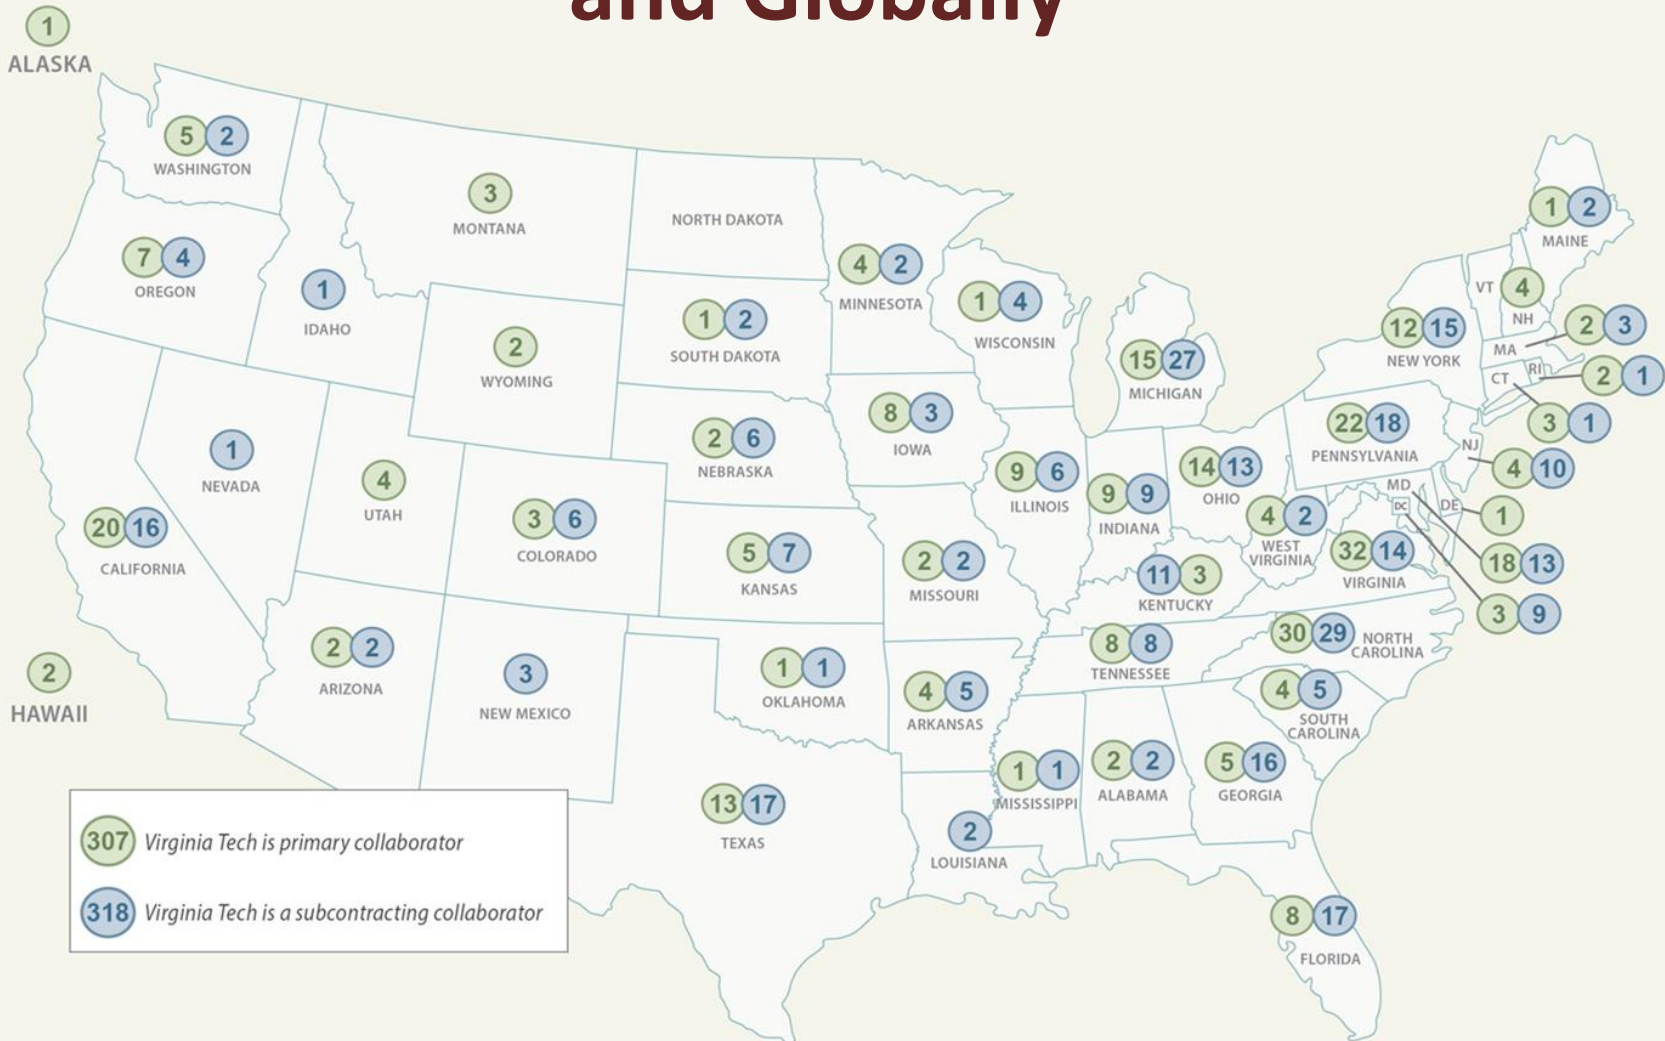 and Globally
1
ALASKA
5 2
WASHINGTON
3
MONTANA
NORTH DAKOTA
1 2
MAINE
7 4
OREGON
1
IDAHO
4 2
MINNESOTA
1 4
WISCONSIN
VT 4
NH
2
WYOMING
1 2
SOUTH DAKOTA
15 27
MICHIGAN
12 15
NEW YORK
MA
2 3
RI
2 1
CT
3 1
1
NEVADA
4
UTAH
2 6
NEBRASKA
8 3
IOWA
9 6
ILLINOIS
9 9
INDIANA
14 13
OHIO
22 18
PENNSYLVANIA
NJ
4 10
MD
DC
DE
1
20 16
CALIFORNIA
3 6
COLORADO
5 7
KANSAS
2 2
MISSOURI
11 3
KENTUCKY
4 2
WEST
VIRGINIA
32 14
VIRGINIA
18 13
3 9
2
HAWAII
2 2
ARIZONA
3
NEW MEXICO
1 1
OKLAHOMA
4 5
ARKANSAS
8 8
TENNESSEE
30 29
NORTH
CAROLINA
4 5
SOUTH
CAROLINA
13 17
TEXAS
2
LOUISIANA
1 1
MISSISSIPPI
2 2
ALABAMA
5 16
GEORGIA
8 17
FLORIDA
307 Virginia Tech is primary collaborator
318 Virginia Tech is a subcontracting collaborator